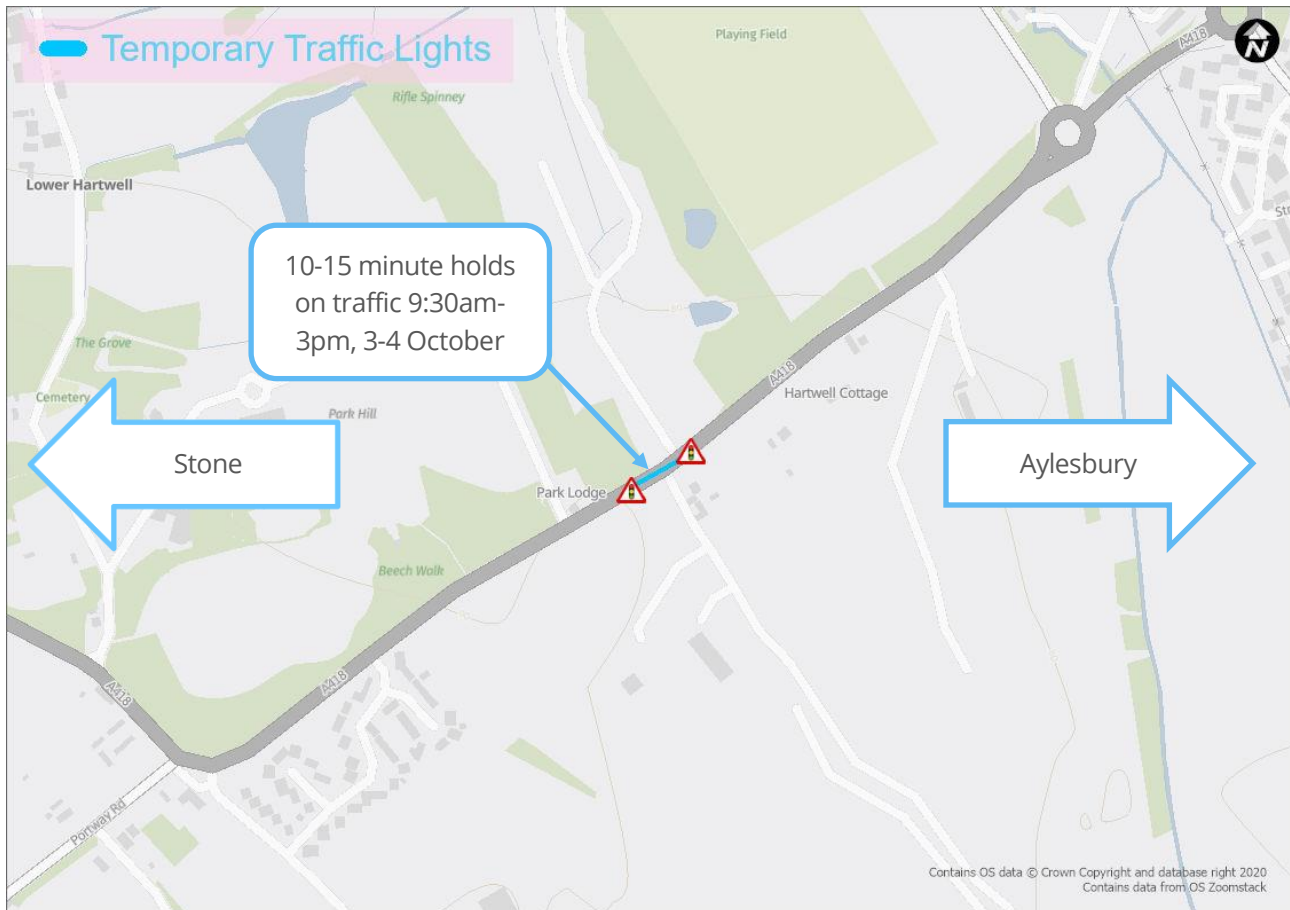 Temporary Traffic Lights
Playing Field
A418
N
Rifle Spinney
Lower Hartwell
10-15 minute holds
on traffic 9:30am-
3pm, 3-4 October
The Grove
Cemetery
Park Hill
A418
Hartwell Cottage
Stone
Aylesbury
Park Lodge
Beech Walk
A418
A418
Portway Rd
Contains OS data © Crown Copyright and database right 2020
Contains data from OS Zoomstack